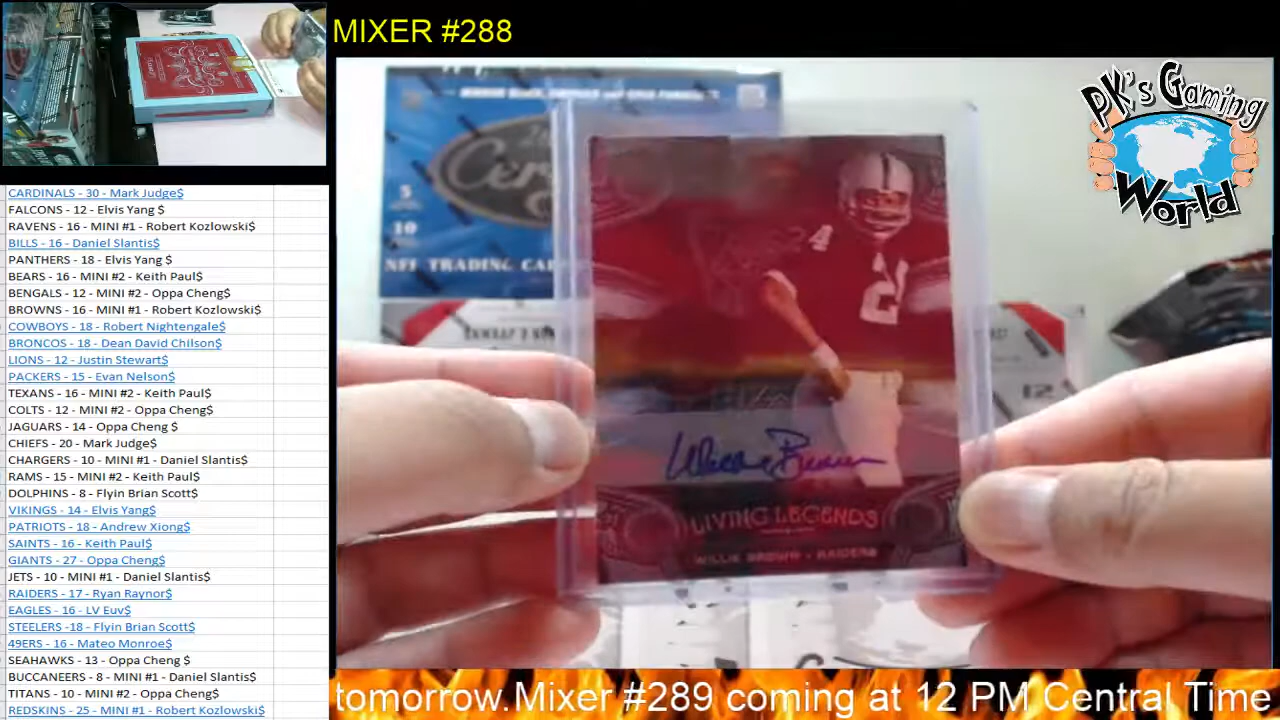 MIXER #288
PK's Gaming World
CARDINALS - 30 - Mark Judge$
FALCONS - 12 - Elvis Yang $
RAVENS - 16 - MINI #1 - Robert Kozlowski$
BILLS - 16 - Daniel Slantis$
PANTHERS - 18 - Elvis Yang $
BEARS - 16 - MINI #2 - Keith Paul$
BENGALS - 12 - MINI #2 - Oppa Cheng$
BROWNS - 16 - MINI #1 - Robert Kozlowski$
COWBOYS - 18 - Robert Nightengale$
BRONCOS - 18 - Dean David Chilson$
LIONS - 12 - Justin Stewart$
PACKERS - 15 - Evan Nelson$
TEXANS - 16 - MINI #2 - Keith Paul$
COLTS - 12 - MINI #2 - Oppa Cheng$
JAGUARS - 14 - Oppa Cheng $
CHIEFS - 20 - Mark Judge$
CHARGERS - 10 - MINI #1 - Daniel Slantis$
RAMS - 15 - MINI #2 - Keith Paul$
DOLPHINS - 8 - Flyin Brian Scott$
VIKINGS - 14 - Elvis Yang$
PATRIOTS - 18 - Andrew Xiong$
SAINTS - 16 - Keith Paul$
GIANTS - 27 - Oppa Cheng$
JETS - 10 - MINI #1 - Daniel Slantis$
RAIDERS - 17 - Ryan Raynor$
EAGLES - 16 - LV Euv$
STEELERS -18 - Flyin Brian Scott$
49ERS - 16 - Mateo Monroe$
SEAHAWKS - 13 - Oppa Cheng $
BUCCANEERS - 8 - MINI #1 - Daniel Slantis$
TITANS - 10 - MINI #2 - Oppa Cheng$
REDSKINS - 25 - MINI #1 - Robert Kozlowski$
5
10
NFL TRADING
24
2
Willie Brown
LIVING LEGENDS
WILLIE BROWN - RAIDERS
12
tomorrow.Mixer #289 coming at 12 PM Central Time